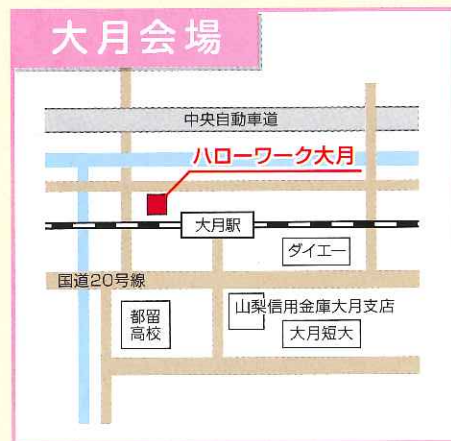 大月会場
中央自動車道
ハローワーク大月
大月駅
ダイエー
国道20号線
都留
高校
山梨信用金庫大月支店
大月短大